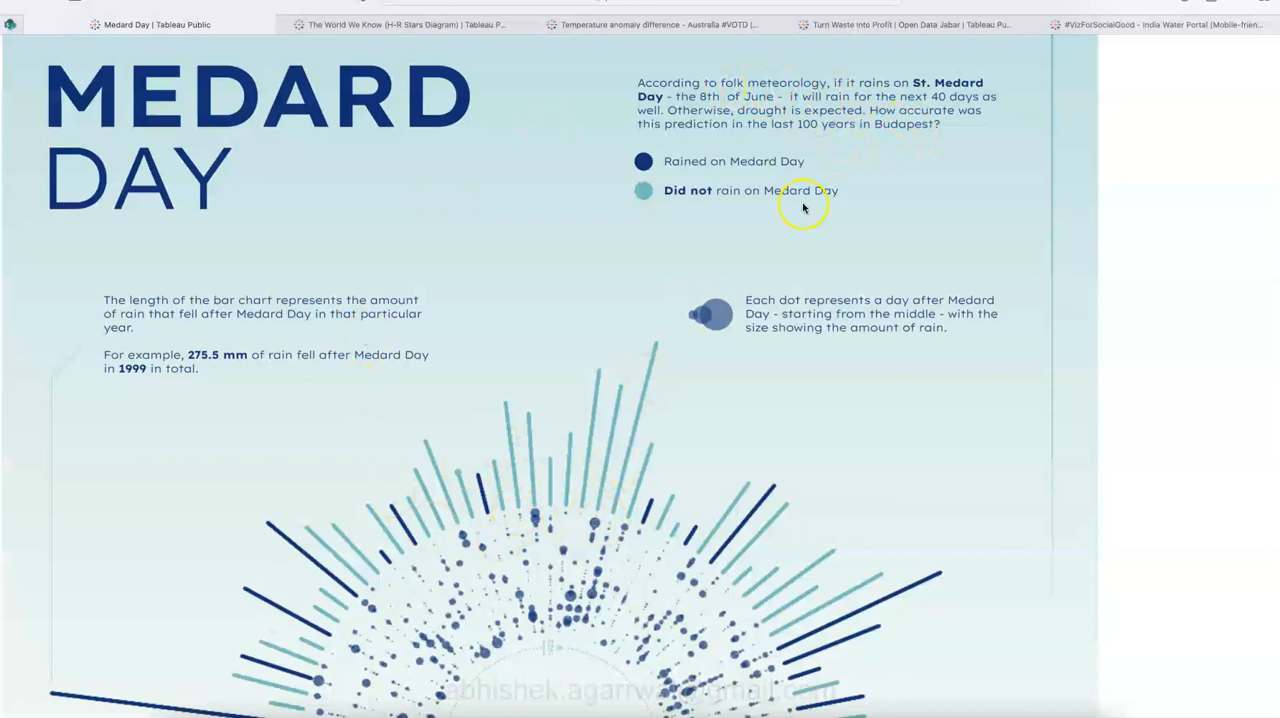 Medard Day | Tableau Public
The World We Know (H-R Stars Diagram) | Tableau P...
Temperature anomaly difference - Australia #VOTD |...
Turn Waste into Profit | Open Data Jabar | Tableau Pu...
#VizForSocialGood - India Water Portal (Mobile-frien...
MEDARD
DAY
According to folk meteorology, if it rains on St. Medard
Day - the 8th of June - it will rain for the next 40 days as
well. Otherwise, drought is expected. How accurate was
this prediction in the last 100 years in Budapest?
Rained on Medard Day
Did not rain on Medard Day
The length of the bar chart represents the amount
of rain that fell after Medard Day in that particular
year.
For example, 275.5 mm of rain fell after Medard Day
in 1999 in total.
Each dot represents a day after Medard
Day - starting from the middle - with the
size showing the amount of rain.